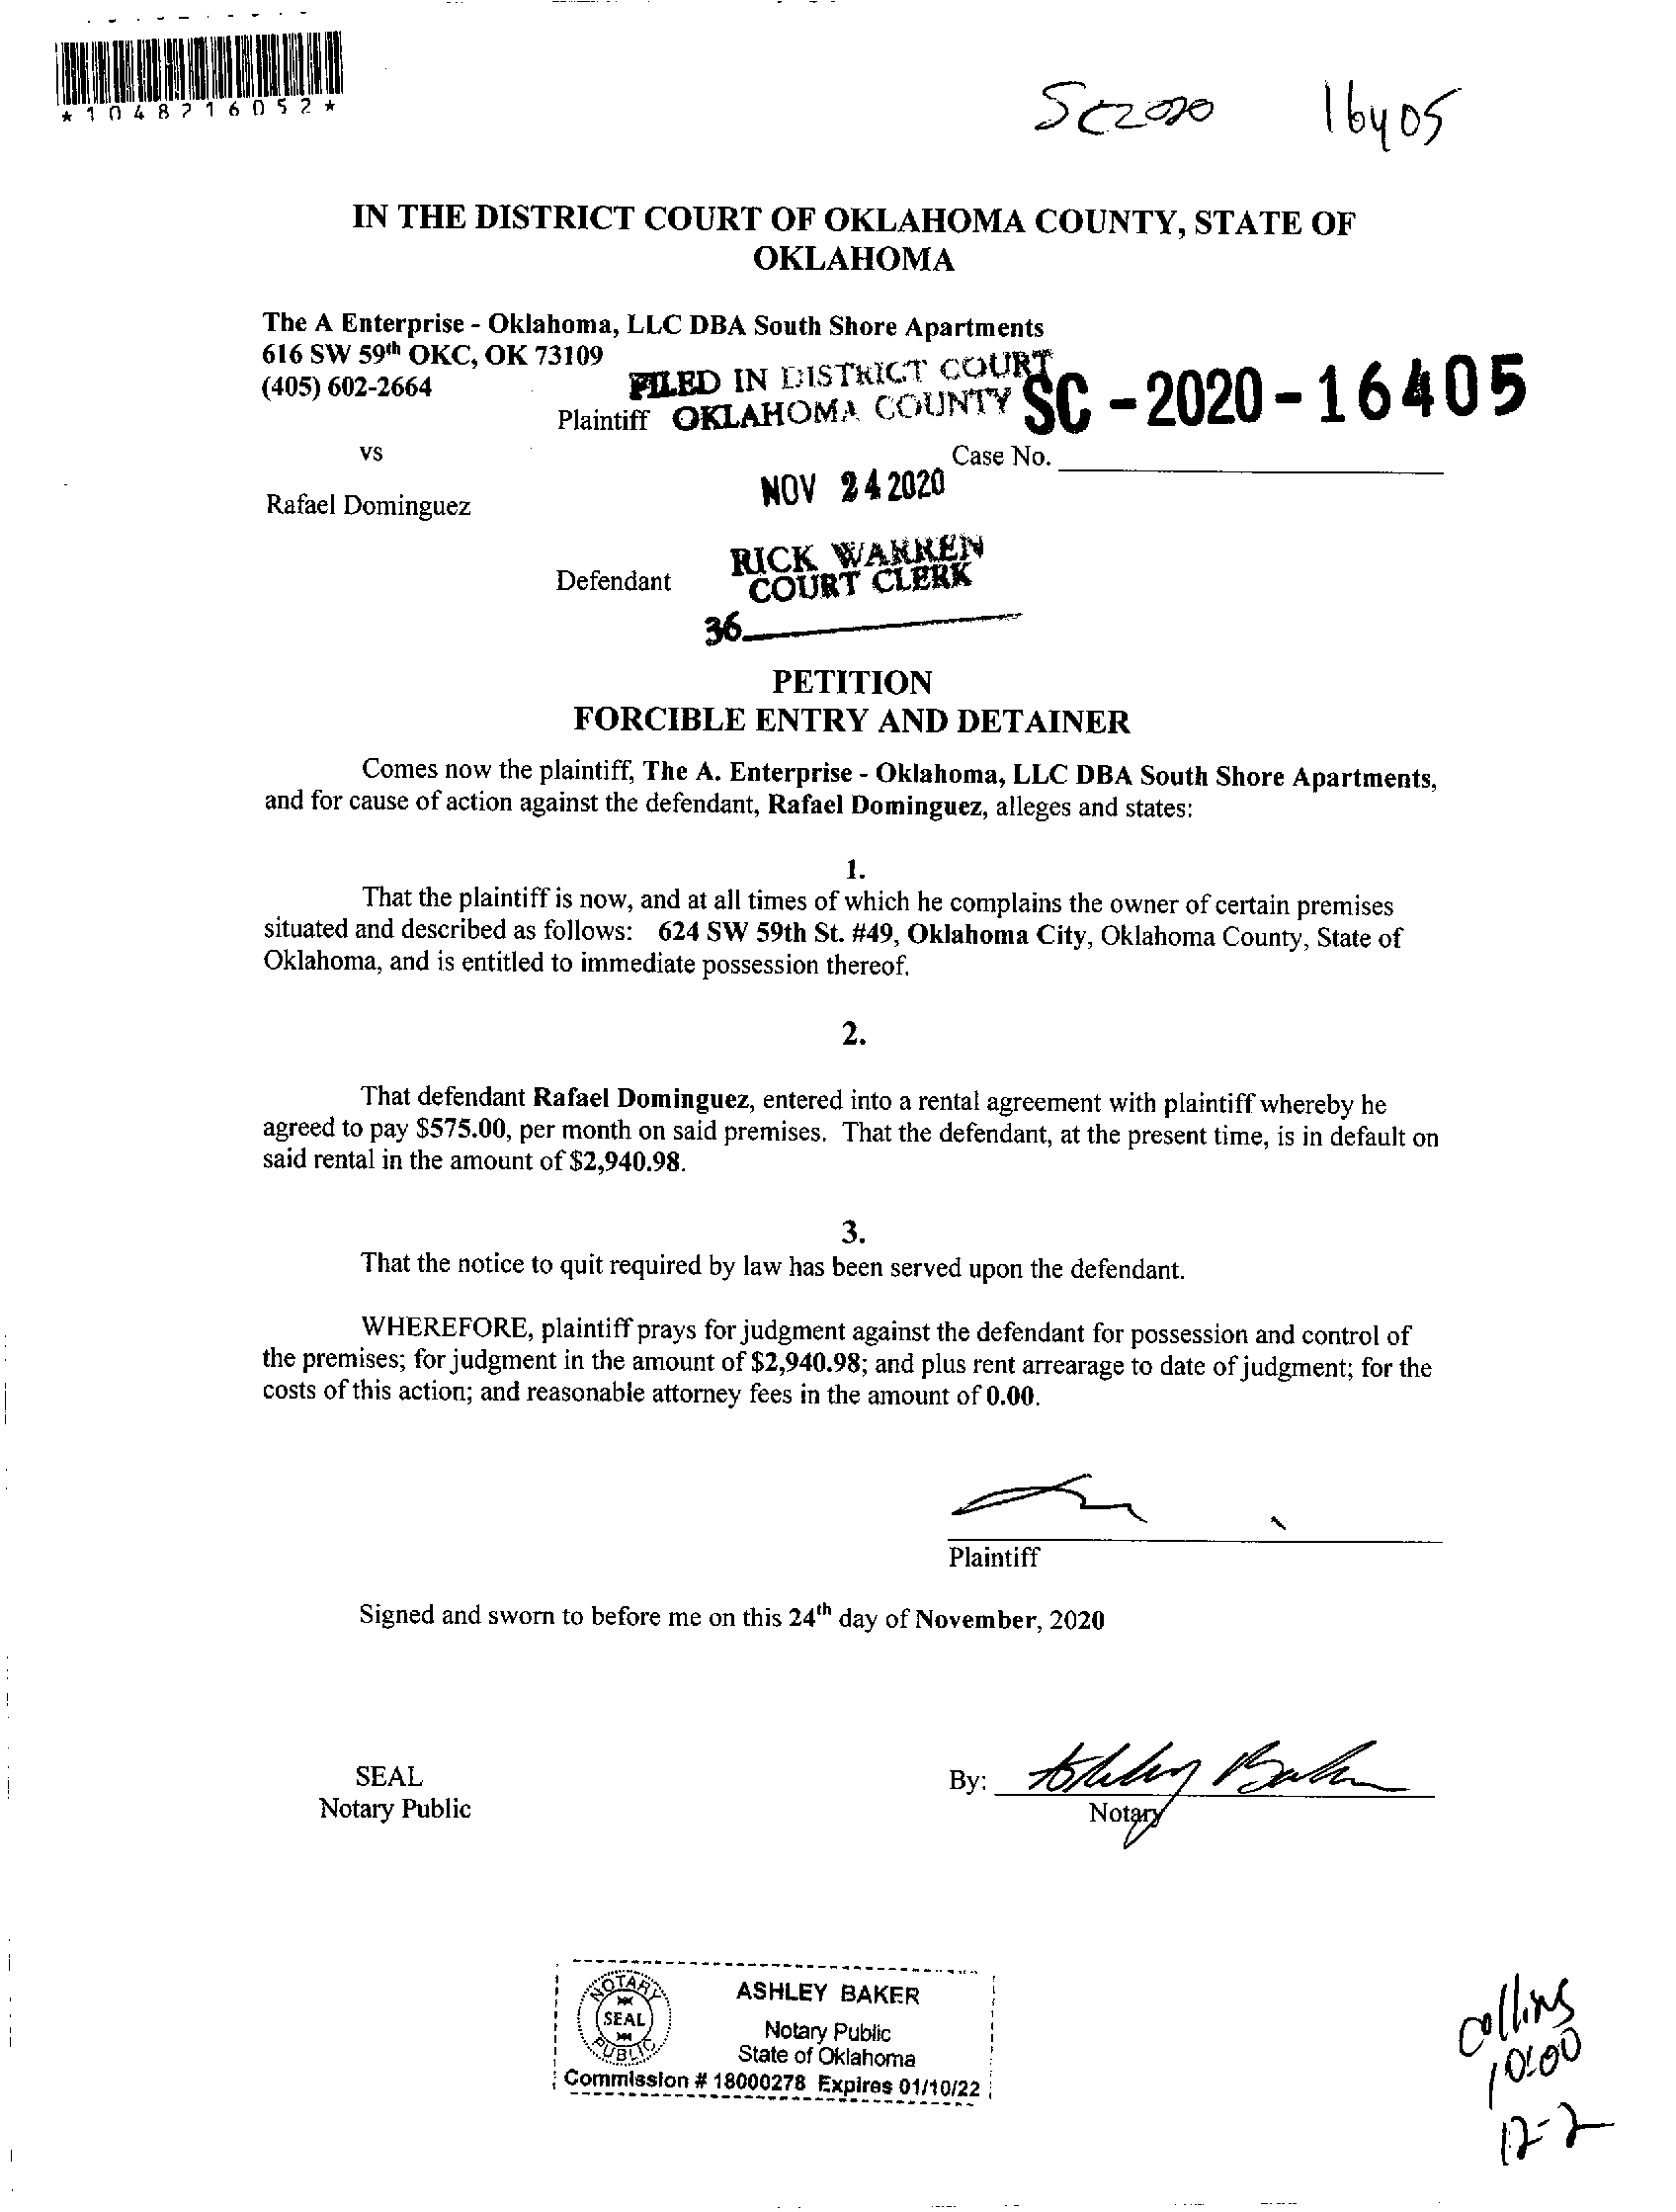 *1048216052*
SC2020 16405
IN THE DISTRICT COURT OF OKLAHOMA COUNTY, STATE OF
OKLAHOMA
The A Enterprise - Oklahoma, LLC DBA South Shore Apartments
616 SW 59th OKC, OK 73109
(405) 602-2664
FILED IN DISTRICT COURT
Plaintiff OKLAHOMA COUNTY SC-2020-16405
vs
Case No.
NOV 24 2020
Rafael Dominguez
RICK WARREN
Defendant COURT CLERK
36
PETITION
FORCIBLE ENTRY AND DETAINER
Comes now the plaintiff, The A. Enterprise - Oklahoma, LLC DBA South Shore Apartments,
and for cause of action against the defendant, Rafael Dominguez, alleges and states:
1.
That the plaintiff is now, and at all times of which he complains the owner of certain premises
situated and described as follows: 624 SW 59th St. #49, Oklahoma City, Oklahoma County, State of
Oklahoma, and is entitled to immediate possession thereof.
2.
That defendant Rafael Dominguez, entered into a rental agreement with plaintiff whereby he
agreed to pay $575.00, per month on said premises. That the defendant, at the present time, is in default on
said rental in the amount of $2,940.98.
3.
That the notice to quit required by law has been served upon the defendant.
WHEREFORE, plaintiff prays for judgment against the defendant for possession and control of
the premises; for judgment in the amount of $2,940.98; and plus rent arrearage to date of judgment; for the
costs of this action; and reasonable attorney fees in the amount of 0.00.
Plaintiff
Signed and sworn to before me on this 24th day of November, 2020
SEAL
Notary Public
By: Ashley Baker
Notary
NOTARY
SEAL
PUBLIC
ASHLEY BAKER
Notary Public
State of Oklahoma
Commission # 18000278 Expires 01/10/22
collins
10:00
12-2